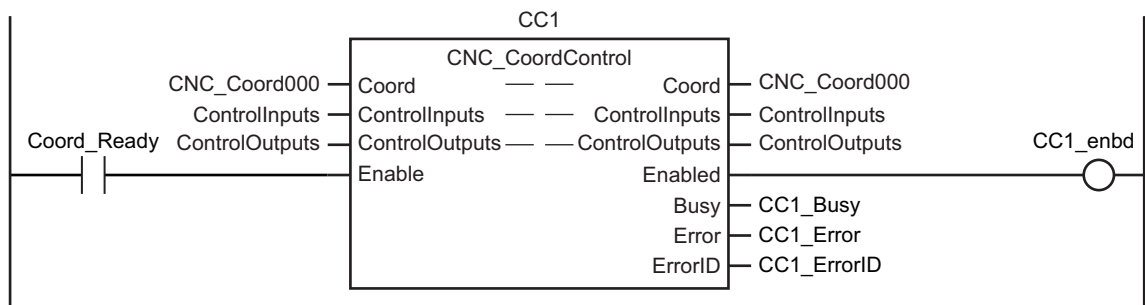 CC1
CNC_CoordControl
CNC_Coord000 Coord Coord CNC_Coord000
ControlInputs ControlInputs ControlInputs ControlInputs
Coord_Ready ControlOutputs ControlOutputs ControlOutputs ControlOutputs CC1_enbd
Enable Enabled
Busy CC1_Busy
Error CC1_Error
ErrorID CC1_ErrorID